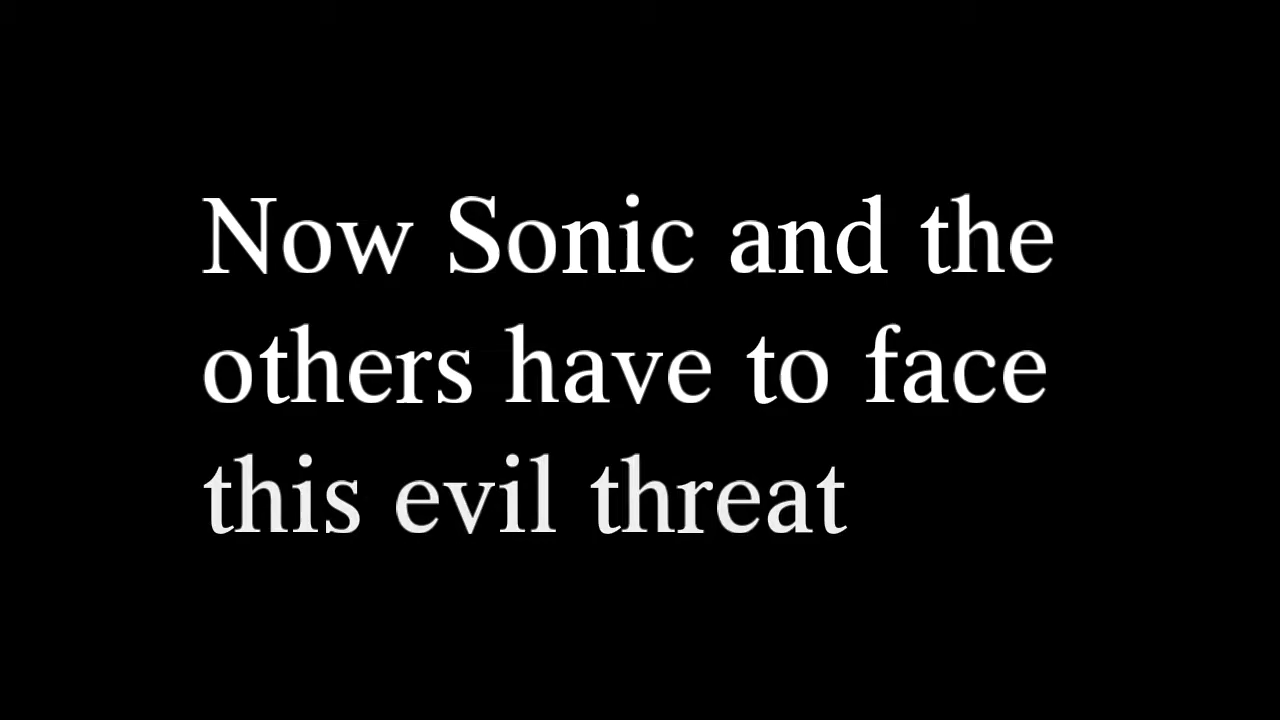 Now Sonic and the
others have to face
this evil threat